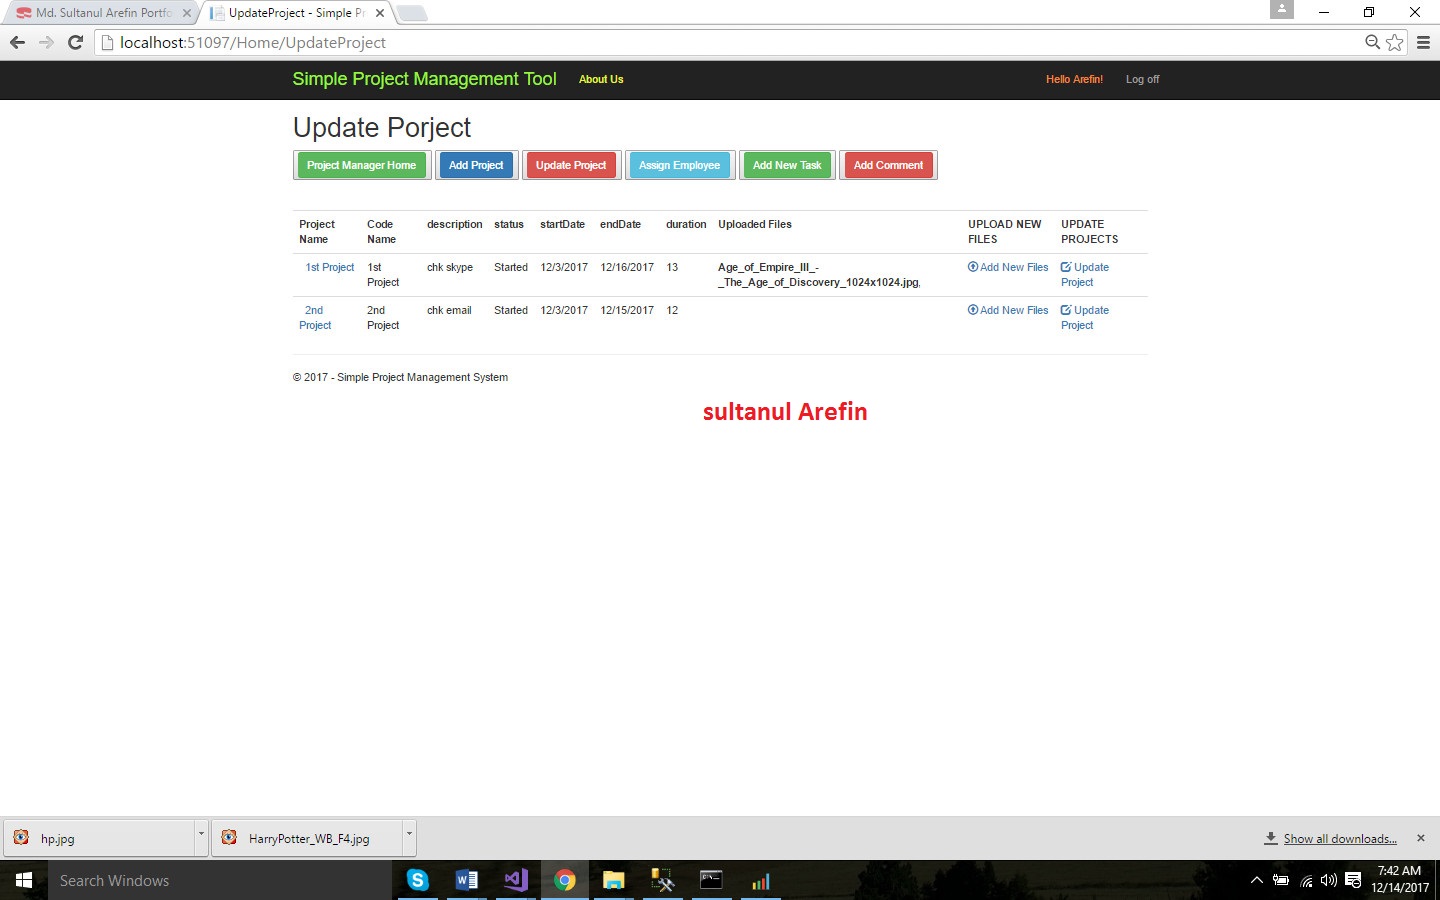 Md. Sultanul Arefin Portfo
UpdateProject - Simple Pr
localhost:51097/Home/UpdateProject
Simple Project Management Tool About Us Hello Arefin! Log off
Update Porject
Project Manager Home Add Project Update Project Assign Employee Add New Task Add Comment
Project Name Code Name description status startDate endDate duration Uploaded Files UPLOAD NEW FILES UPDATE PROJECTS
1st Project 1st Project chk skype Started 12/3/2017 12/16/2017 13 Age_of_Empire_III_-_The_Age_of_Discovery_1024x1024.jpg, Add New Files Update Project
2nd Project 2nd Project chk email Started 12/3/2017 12/15/2017 12 Add New Files Update Project
© 2017 - Simple Project Management System
sultanul Arefin
hp.jpg HarryPotter_WB_F4.jpg Show all downloads...
Search Windows 7:42 AM
12/14/2017